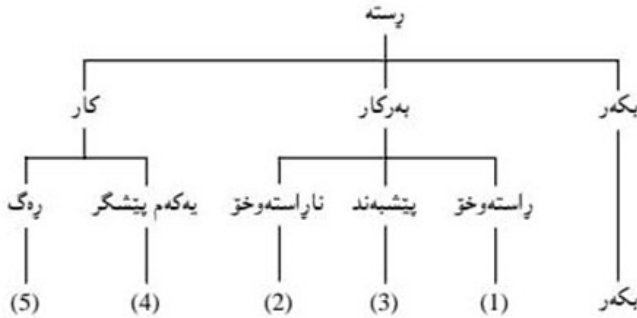 ڕستە
بکەر بەرکار کار
ڕاستەوخۆ پێشبەند ناڕاستەوخۆ یەکەم پێشگر ڕەگ
بکەر (1) (3) (2) (4) (5)